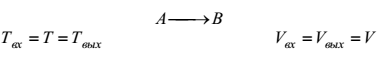 A ⟶ B
T_вх = T = T_вых    V_вх = V_вых = V